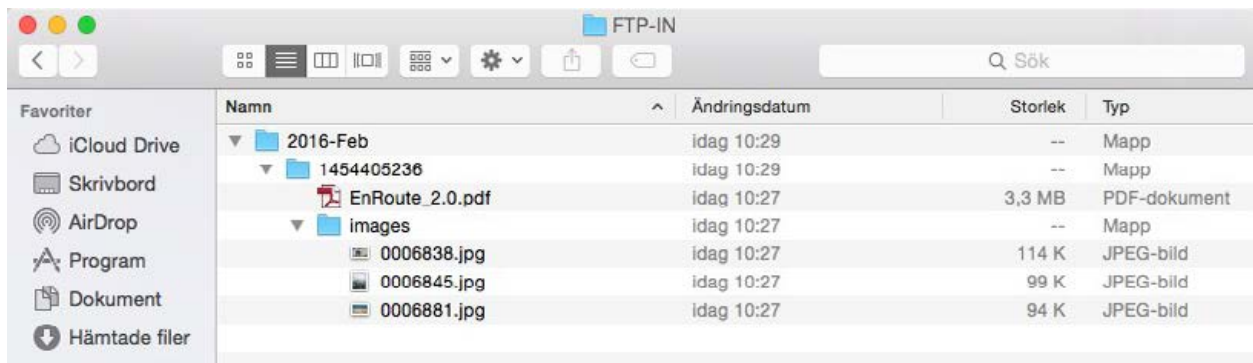 FTP-IN
Sök
Favoriter
iCloud Drive
Skrivbord
AirDrop
Program
Dokument
Hämtade filer
Namn Ändringsdatum Storlek Typ
2016-Feb idag 10:29 -- Mapp
1454405236 idag 10:29 -- Mapp
EnRoute_2.0.pdf idag 10:27 3,3 MB PDF-dokument
images idag 10:27 -- Mapp
0006838.jpg idag 10:27 114 K JPEG-bild
0006845.jpg idag 10:27 99 K JPEG-bild
0006881.jpg idag 10:27 94 K JPEG-bild